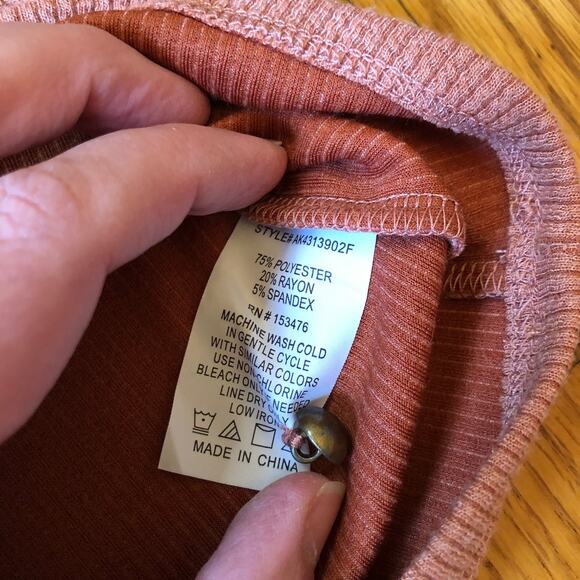 STYLE#AK4313902F
75% POLYESTER
20% RAYON
5% SPANDEX
RN # 153476
MACHINE WASH COLD
IN GENTLE CYCLE
WITH SIMILAR COLORS
USE NON-CHLORINE
BLEACH ONLY NEEDED
LINE DRY
LOW IRON
MADE IN CHINA